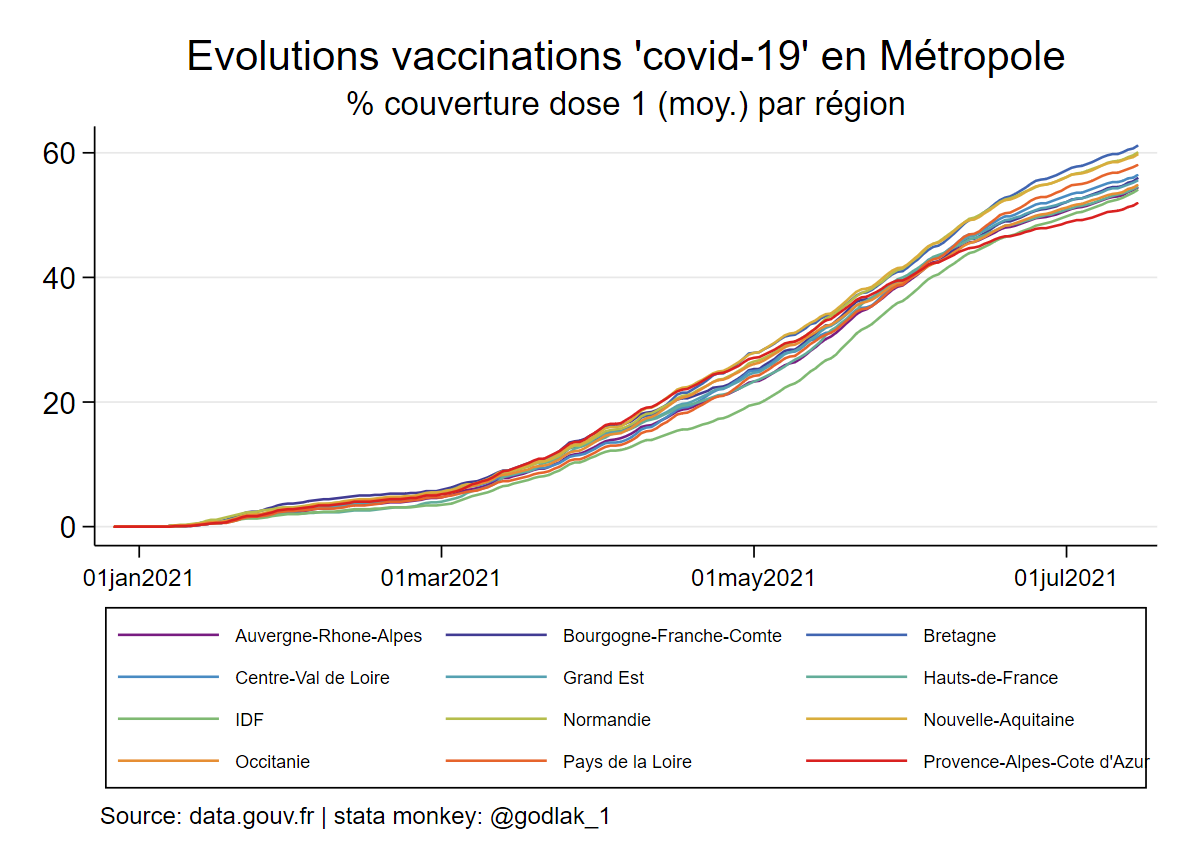 Evolutions vaccinations 'covid-19' en Métropole
% couverture dose 1 (moy.) par région
60
40
20
0
01jan2021 01mar2021 01may2021 01jul2021
Auvergne-Rhone-Alpes Bourgogne-Franche-Comte Bretagne
Centre-Val de Loire Grand Est Hauts-de-France
IDF Normandie Nouvelle-Aquitaine
Occitanie Pays de la Loire Provence-Alpes-Cote d'Azur
Source: data.gouv.fr | stata monkey: @godlak_1